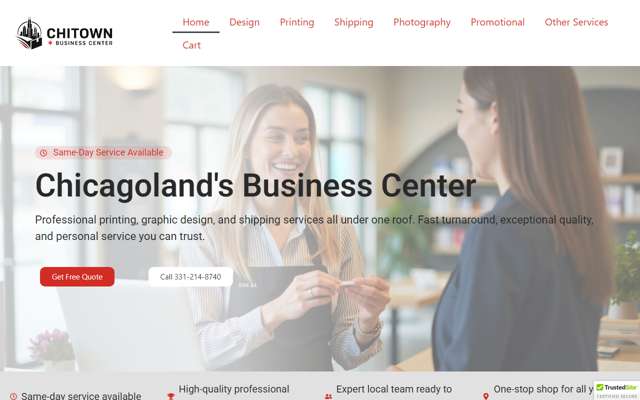 CHITOWN
BUSINESS CENTER
Home Design Printing Shipping Photography Promotional Other Services
Cart
Same-Day Service Available
Chicagoland's Business Center
Professional printing, graphic design, and shipping services all under one roof. Fast turnaround, exceptional quality,
and personal service you can trust.
Get Free Quote Call 331-214-8740
Same-day service available
High-quality professional
Expert local team ready to
One-stop shop for all y
TrustedSite
CERTIFIED SECURE